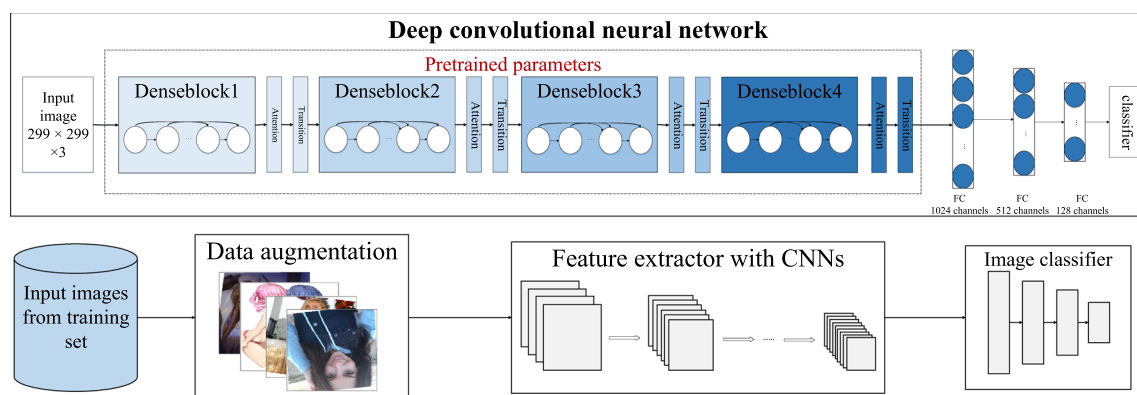 Deep convolutional neural network
Pretrained parameters
Input
image
299 × 299
×3
Denseblock1
...
Attention
Transition
Denseblock2
...
Attention
Transition
Denseblock3
...
Attention
Transition
Denseblock4
...
Attention
Transition
...
FC
1024 channels
...
FC
512 channels
...
FC
128 channels
classifier
Input images
from training
set
Data augmentation
Feature extractor with CNNs
......
Image classifier